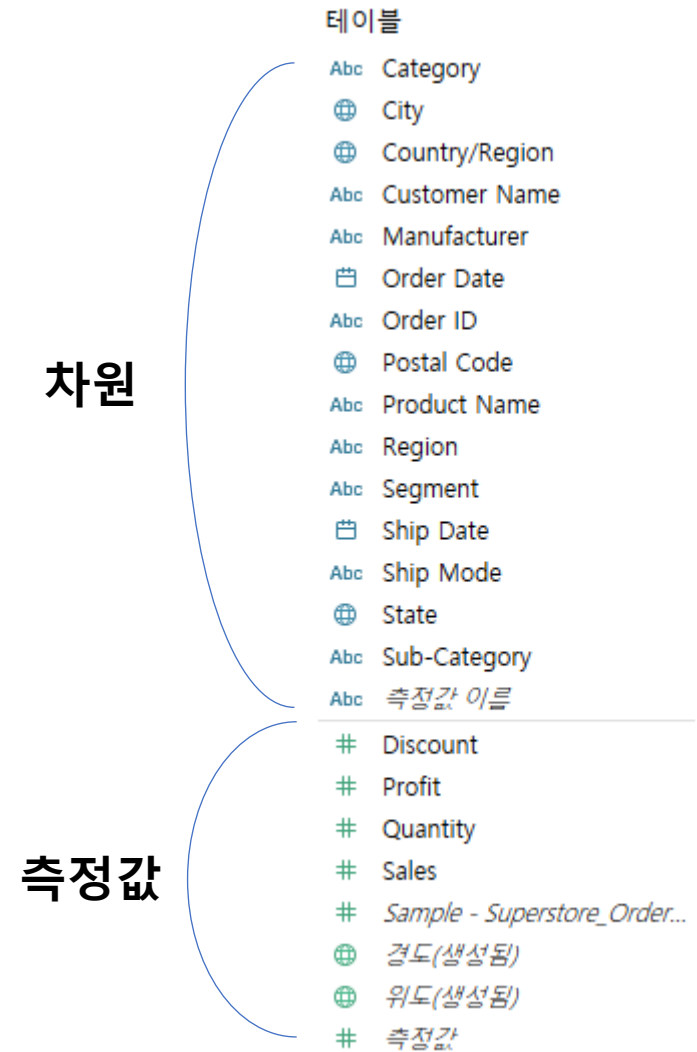 테이블
Abc Category
City
Country/Region
Abc Customer Name
Abc Manufacturer
Order Date
Abc Order ID
Postal Code
Abc Product Name
Abc Region
Abc Segment
Ship Date
Abc Ship Mode
State
Abc Sub-Category
Abc 측정값 이름
차원
# Discount
# Profit
# Quantity
# Sales
# Sample - Superstore_Order...
경도(생성됨)
위도(생성됨)
# 측정값
측정값